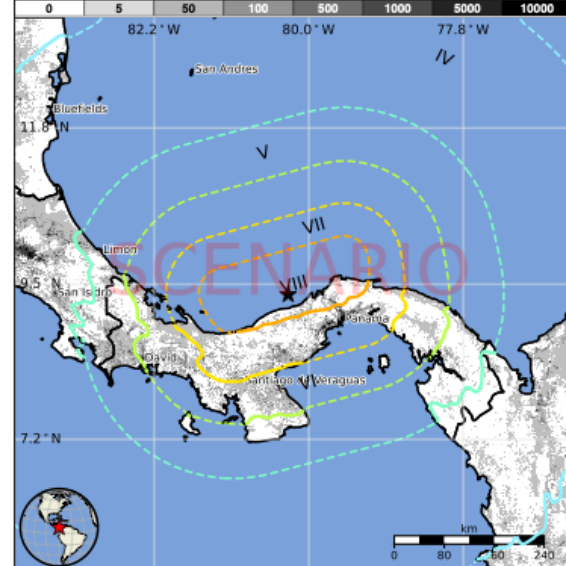 0 5 50 100 500 1000 5000 10000
82.2°W 80.0°W 77.8°W
IV
San Andres
Bluefields
11.8°N
V
VII
Limon
SCENARIO
9.5°N
VIII
San Isidro
Panama
David
Santiago de Veraguas
7.2°N
km
0 80 160 240